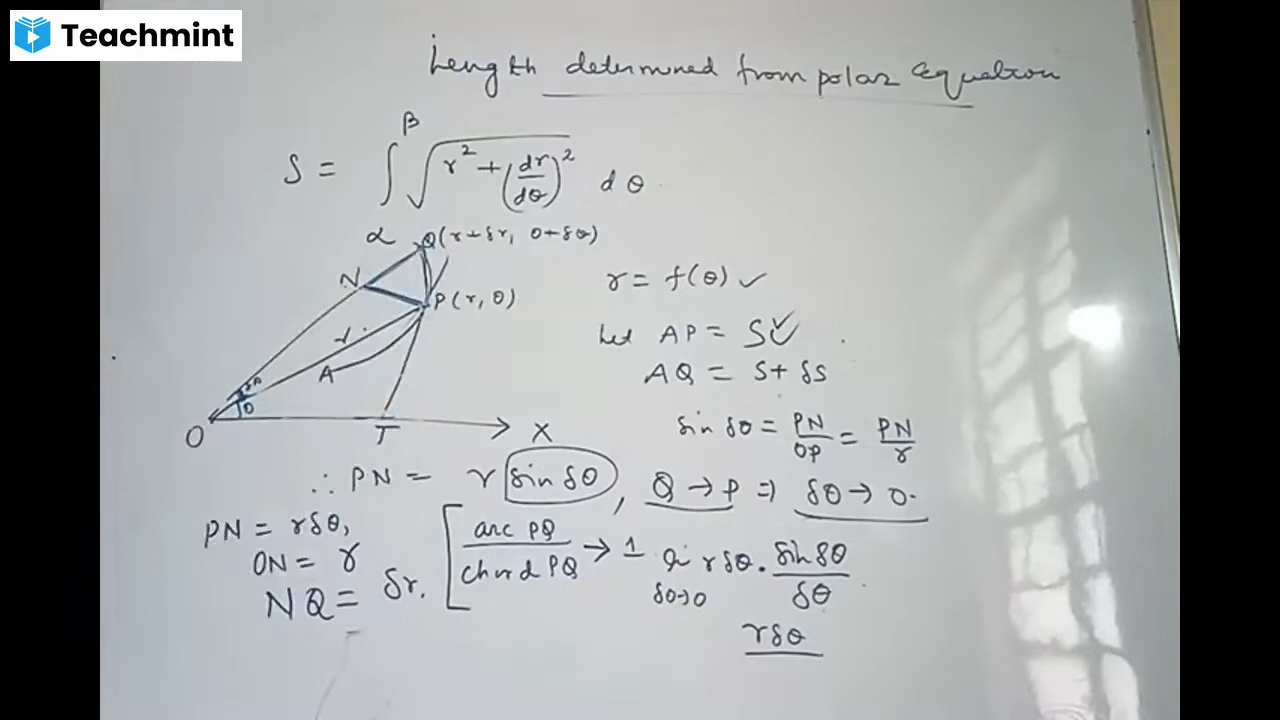 Teachmint
Length determined from polar equation
S = ∫ α β √(r² + (dr/dθ)²) dθ
Q(r+δr, θ+δθ)
N
P(r, θ)
r
A
δθ
θ
O
T
X
r = f(θ) ✓
Let AP = S ✓
AQ = S + δS
Sin δθ = PN/OP = PN/r
∴ PN = r sin δθ , Q → P ⇒ δθ → 0.
PN = rδθ,
ON = r
NQ = δr.
[ arc PQ / chord PQ → 1
δθ→0 rδθ . Sin δθ / δθ
rδθ